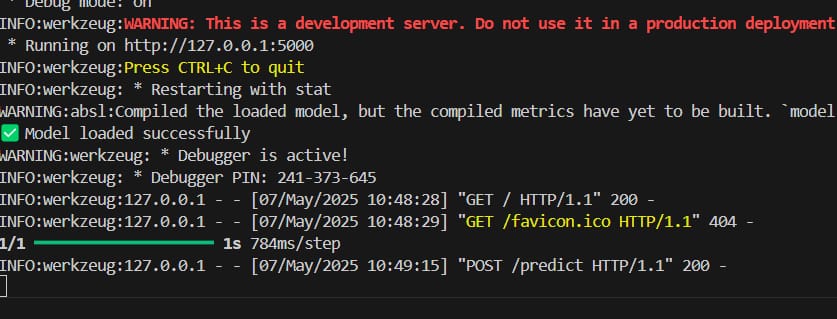 * Debug mode: on
INFO:werkzeug:WARNING: This is a development server. Do not use it in a production deployment
 * Running on http://127.0.0.1:5000
INFO:werkzeug:Press CTRL+C to quit
INFO:werkzeug: * Restarting with stat
WARNING:absl:Compiled the loaded model, but the compiled metrics have yet to be built. `model
✅ Model loaded successfully
WARNING:werkzeug: * Debugger is active!
INFO:werkzeug: * Debugger PIN: 241-373-645
INFO:werkzeug:127.0.0.1 - - [07/May/2025 10:48:28] "GET / HTTP/1.1" 200 -
INFO:werkzeug:127.0.0.1 - - [07/May/2025 10:48:29] "GET /favicon.ico HTTP/1.1" 404 -
1/1 ━━━━━━━━━━━━━━━━━━━━ 1s 784ms/step
INFO:werkzeug:127.0.0.1 - - [07/May/2025 10:49:15] "POST /predict HTTP/1.1" 200 -